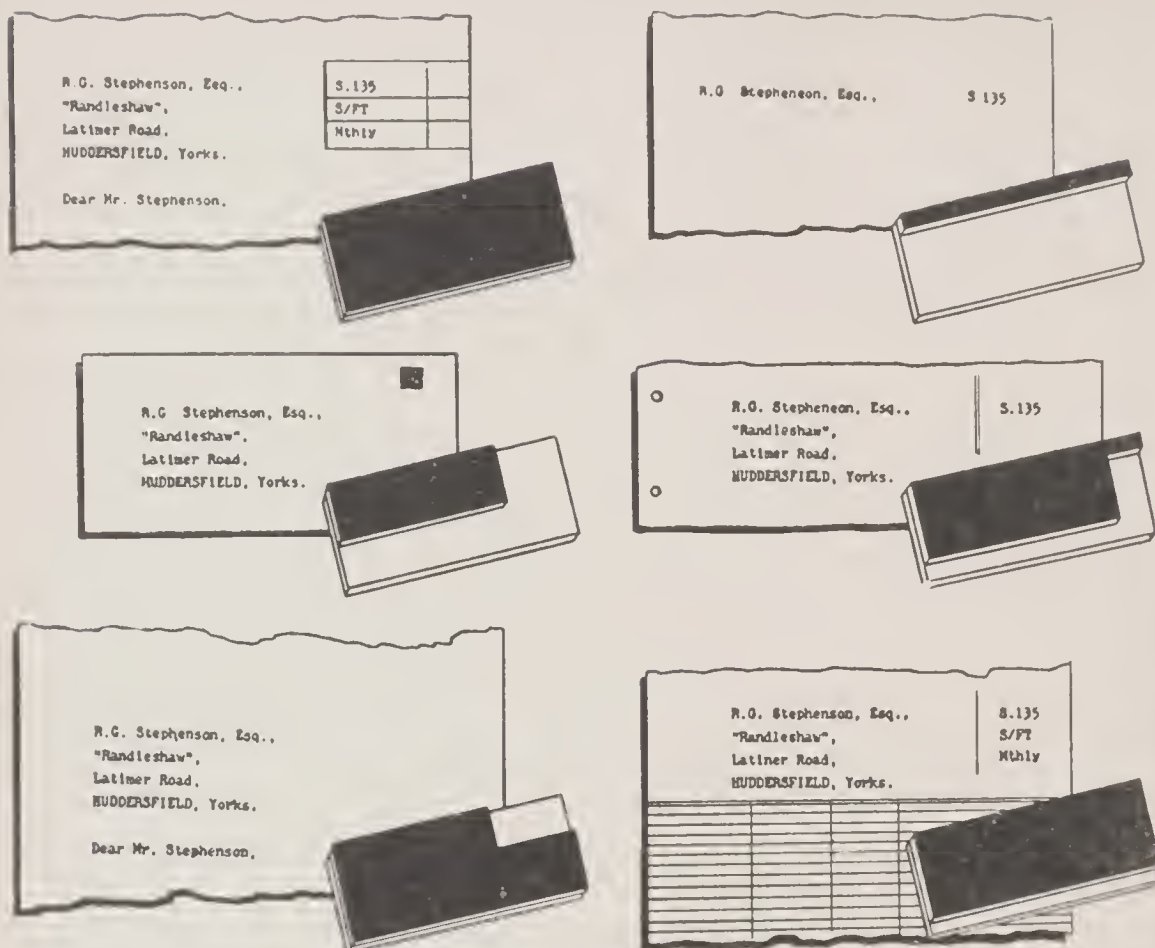 R.G. Stephenson, Esq.,
"Randleshaw",
Latimer Road,
HUDDERSFIELD, Yorks.
Dear Mr. Stephenson,
S.135
S/FT
Mthly
R.G Stephenson, Esq., S 135
R.G Stephenson, Esq.,
"Randleshaw",
Latimer Road,
HUDDERSFIELD, Yorks.
R.G. Stephenson, Esq., S.135
"Randleshaw",
Latimer Road,
HUDDERSFIELD, Yorks.
R.G. Stephenson, Esq.,
"Randleshaw",
Latimer Road,
HUDDERSFIELD, Yorks.
Dear Mr. Stephenson,
R.G. Stephenson, Esq., S.135
"Randleshaw", S/FT
Latimer Road, Mthly
HUDDERSFIELD, Yorks.